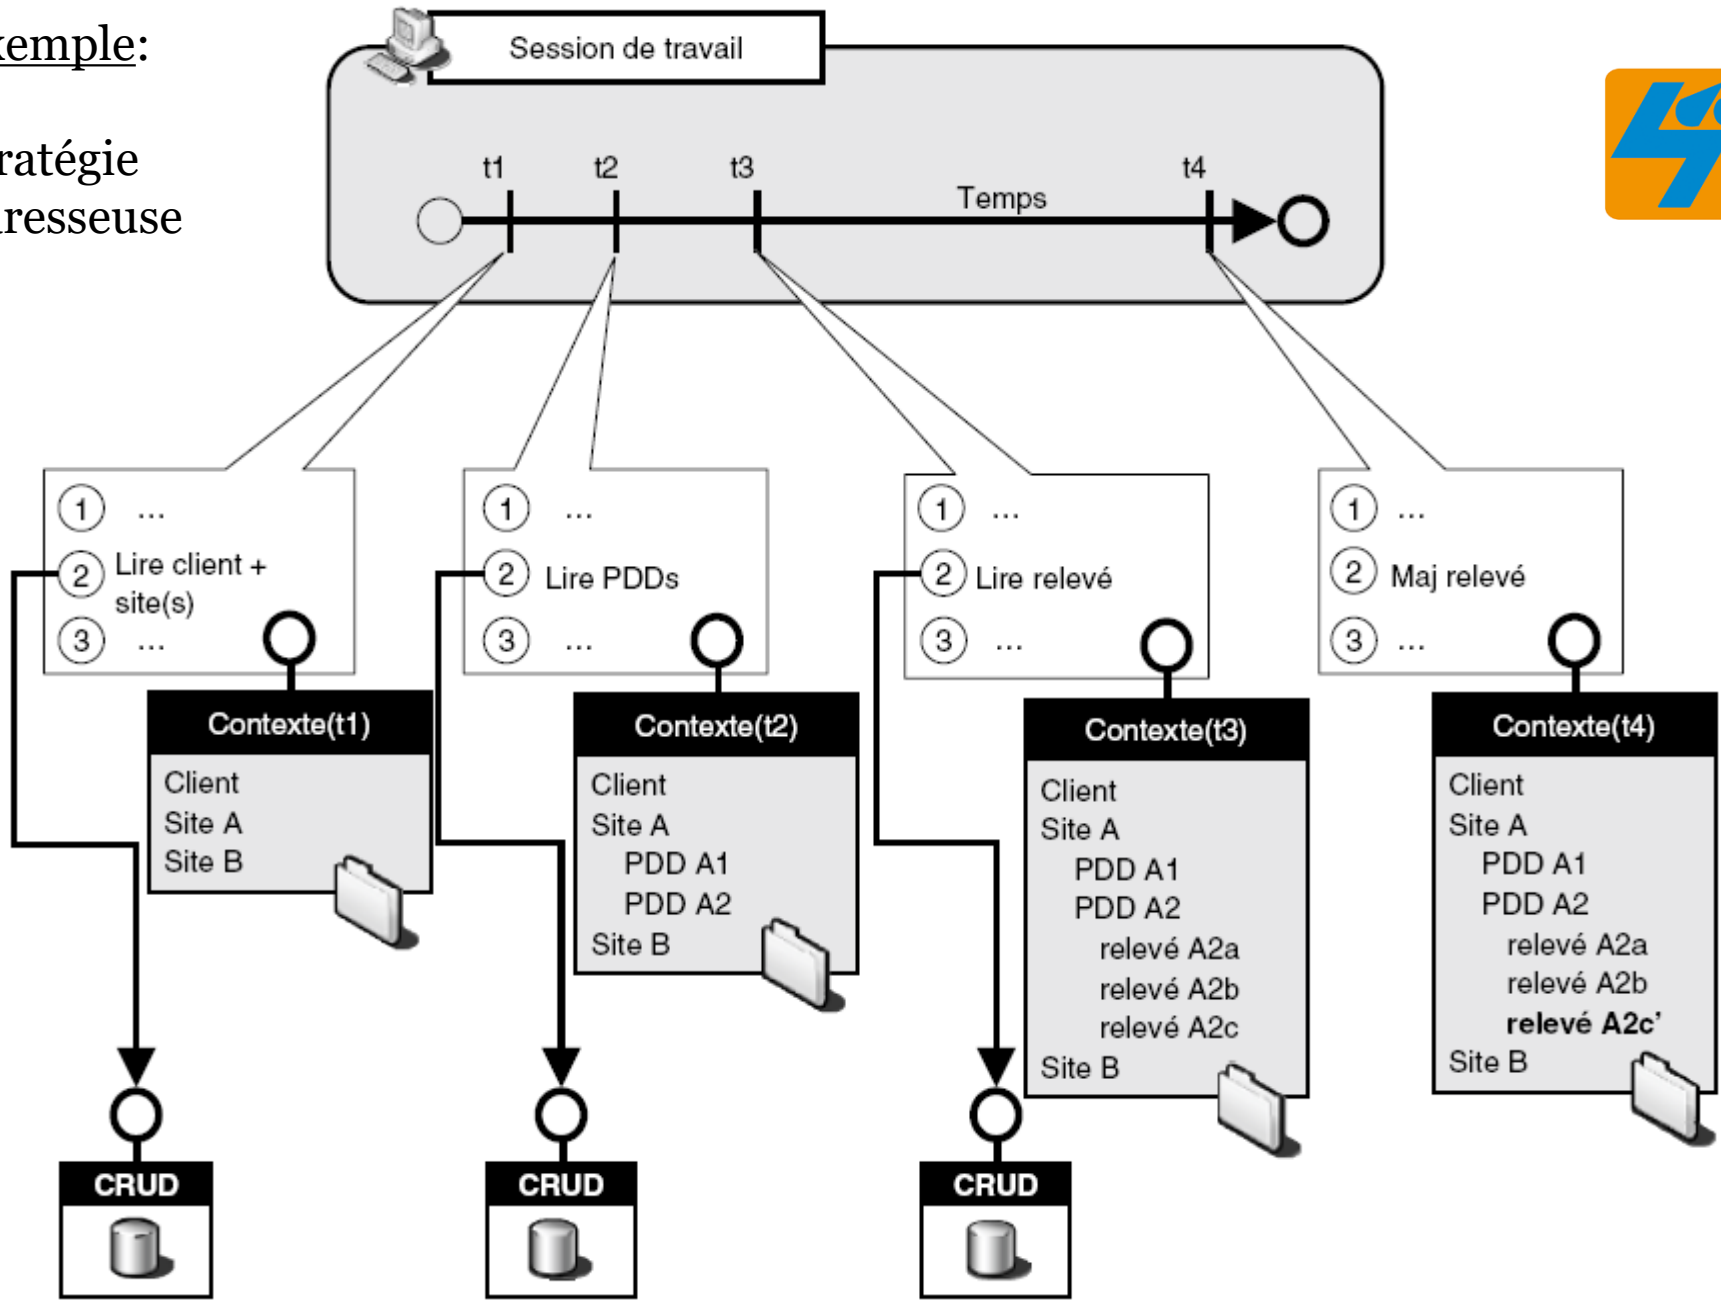 xemple:
Session de travail
ratégie
aresseuse
t1
t2
t3
t4
Temps
1 ...
2 Lire client +
site(s)
3 ...
1 ...
2 Lire PDDs
3 ...
1 ...
2 Lire relevé
3 ...
1 ...
2 Maj relevé
3 ...
Contexte(t1)
Client
Site A
Site B
Contexte(t2)
Client
Site A
PDD A1
PDD A2
Site B
Contexte(t3)
Client
Site A
PDD A1
PDD A2
relevé A2a
relevé A2b
relevé A2c
Site B
Contexte(t4)
Client
Site A
PDD A1
PDD A2
relevé A2a
relevé A2b
relevé A2c’
Site B
CRUD
CRUD
CRUD